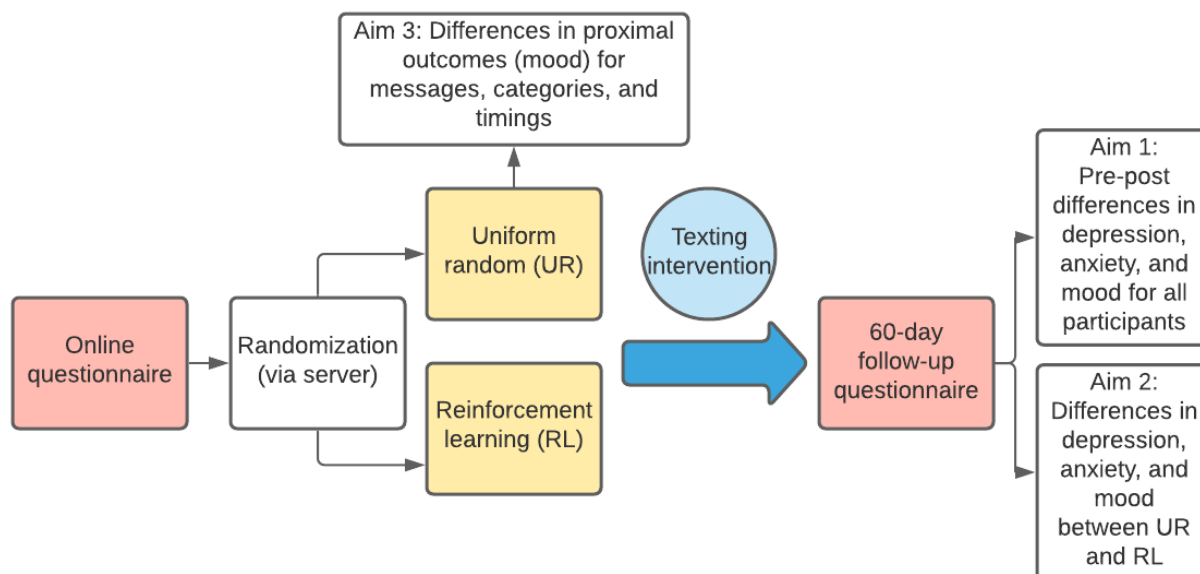 Aim 3: Differences in proximal
outcomes (mood) for
messages, categories, and
timings
Uniform
random (UR)
Texting
intervention
Aim 1:
Pre-post
differences in
depression,
anxiety, and
mood for all
participants
Online
questionnaire
Randomization
(via server)
60-day
follow-up
questionnaire
Reinforcement
learning (RL)
Aim 2:
Differences in
depression,
anxiety, and
mood
between UR
and RL